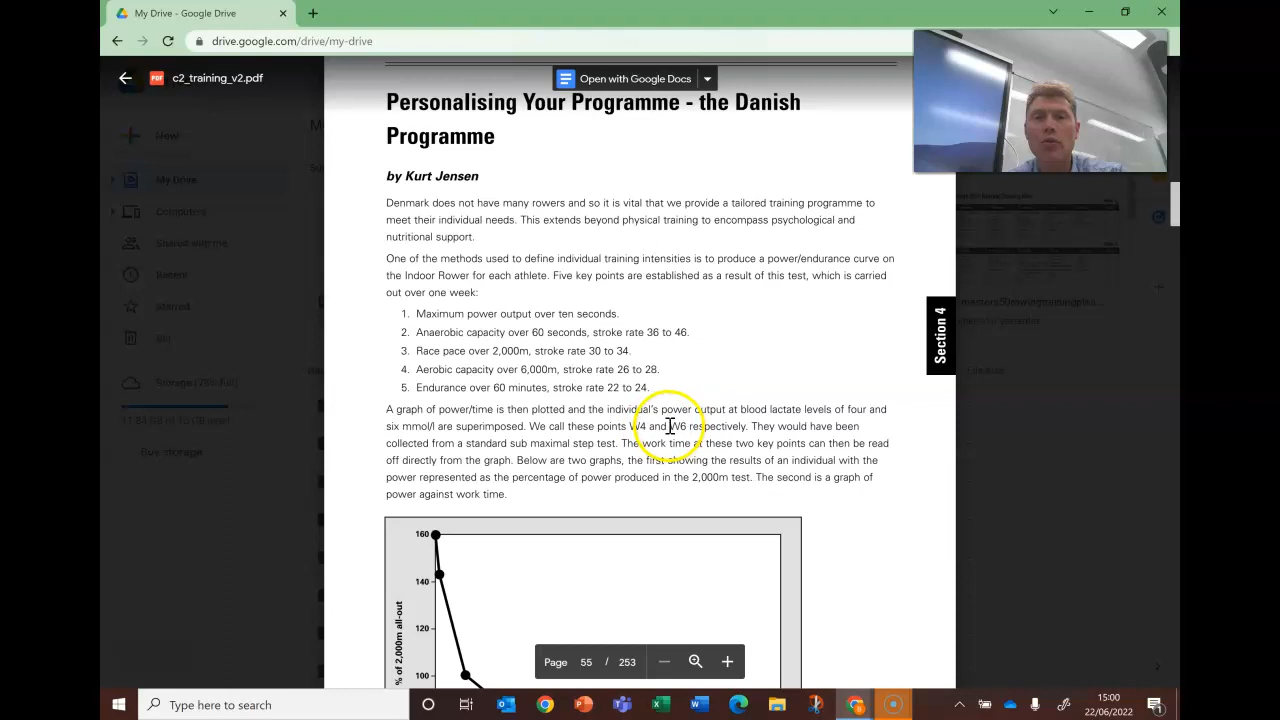 My Drive - Google Drive
drive.google.com/drive/my-drive
c2_training_v2.pdf
Open with Google Docs
Personalising Your Programme - the Danish
Programme
by Kurt Jensen
Denmark does not have many rowers and so it is vital that we provide a tailored training programme to
meet their individual needs. This extends beyond physical training to encompass psychological and
nutritional support.
One of the methods used to define individual training intensities is to produce a power/endurance curve on
the Indoor Rower for each athlete. Five key points are established as a result of this test, which is carried
out over one week:
1. Maximum power output over ten seconds.
2. Anaerobic capacity over 60 seconds, stroke rate 36 to 46.
3. Race pace over 2,000m, stroke rate 30 to 34.
4. Aerobic capacity over 6,000m, stroke rate 26 to 28.
5. Endurance over 60 minutes, stroke rate 22 to 24.
A graph of power/time is then plotted and the individual's power output at blood lactate levels of four and
six mmol/l are superimposed. We call these points W4 and W6 respectively. They would have been
collected from a standard sub maximal step test. The work time at these two key points can then be read
off directly from the graph. Below are two graphs, the first showing the results of an individual with the
power represented as the percentage of power produced in the 2,000m test. The second is a graph of
power against work time.
160
140
120
100
% of 2,000m all-out
Section 4
New
My Drive
Computers
Shared with me
Recent
Starred
Bin
Buy storage
Page 55 / 253
Type here to search
15:00
22/06/2022